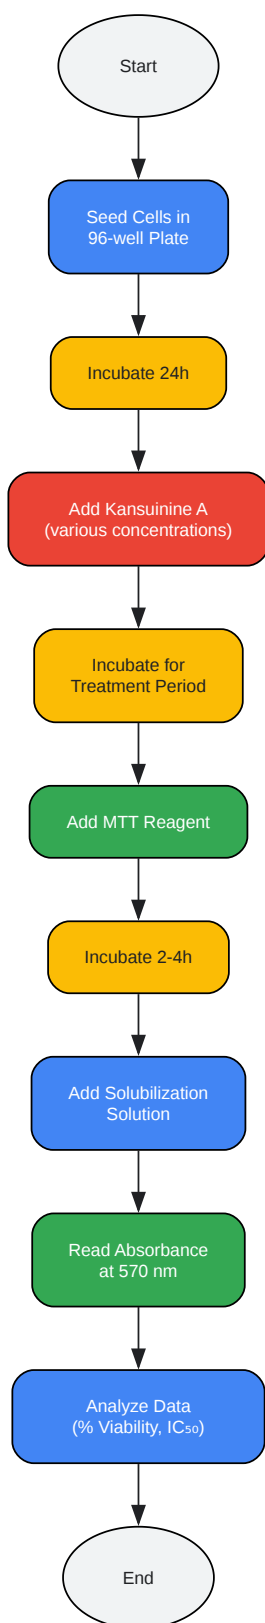 Start
Seed Cells in
96-well Plate
Incubate 24h
Add Kansuinine A
(various concentrations)
Incubate for
Treatment Period
Add MTT Reagent
Incubate 2-4h
Add Solubilization
Solution
Read Absorbance
at 570 nm
Analyze Data
(% Viability, IC₅₀)
End